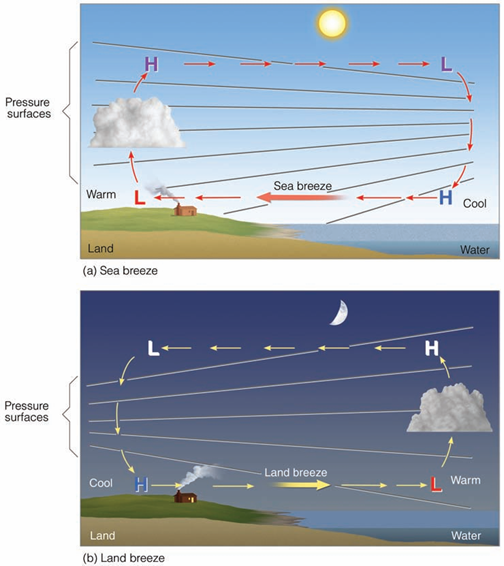 H
L
Pressure
surfaces
Sea breeze
Warm
L
H
Cool
Land
Water
(a) Sea breeze
L
H
Pressure
surfaces
Land breeze
Cool
H
L
Warm
Land
Water
(b) Land breeze